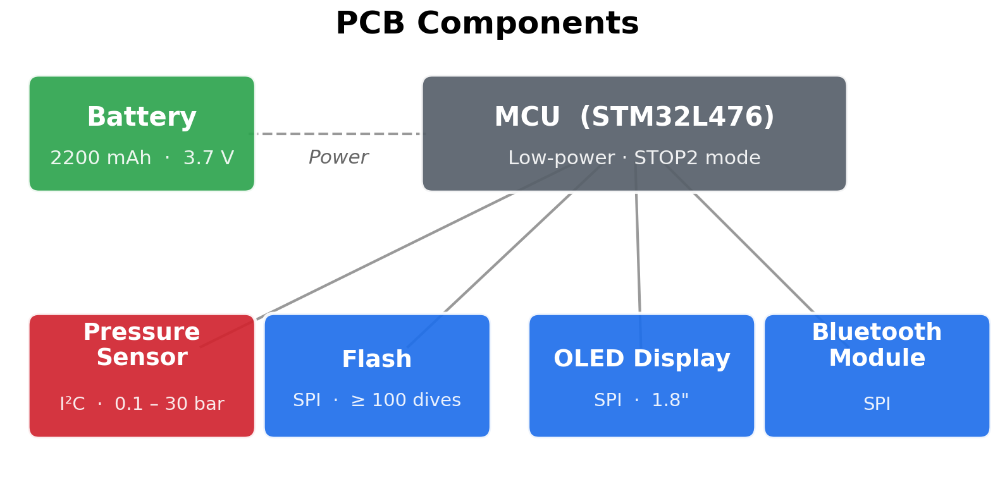 PCB Components
Battery
2200 mAh · 3.7 V
Power
MCU (STM32L476)
Low-power · STOP2 mode
Pressure
Sensor
I²C · 0.1 – 30 bar
Flash
SPI · ≥ 100 dives
OLED Display
SPI · 1.8"
Bluetooth
Module
SPI